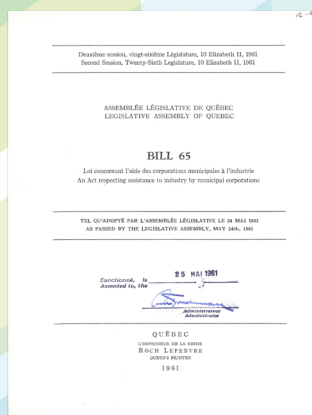 Deuxième session, vingt-sixième Législature, 10 Elizabeth II, 1961
Second Session, Twenty-Sixth Legislature, 10 Elizabeth II, 1961
ASSEMBLÉE LÉGISLATIVE DE QUÉBEC
LEGISLATIVE ASSEMBLY OF QUEBEC
BILL 65
Loi concernant l'aide des corporations municipales à l'industrie
An Act respecting assistance to industry by municipal corporations
TEL QU'ADOPTÉ PAR L'ASSEMBLÉE LÉGISLATIVE LE 24 MAI 1961
AS PASSED BY THE LEGISLATIVE ASSEMBLY, MAY 24th, 1961
25 MAI 1961
Sanctionné, le
Assented to, the
Administrateur
Administrator
QUÉBEC
L'IMPRIMEUR DE LA REINE
ROCH LEFEBVRE
QUEEN'S PRINTER
1961